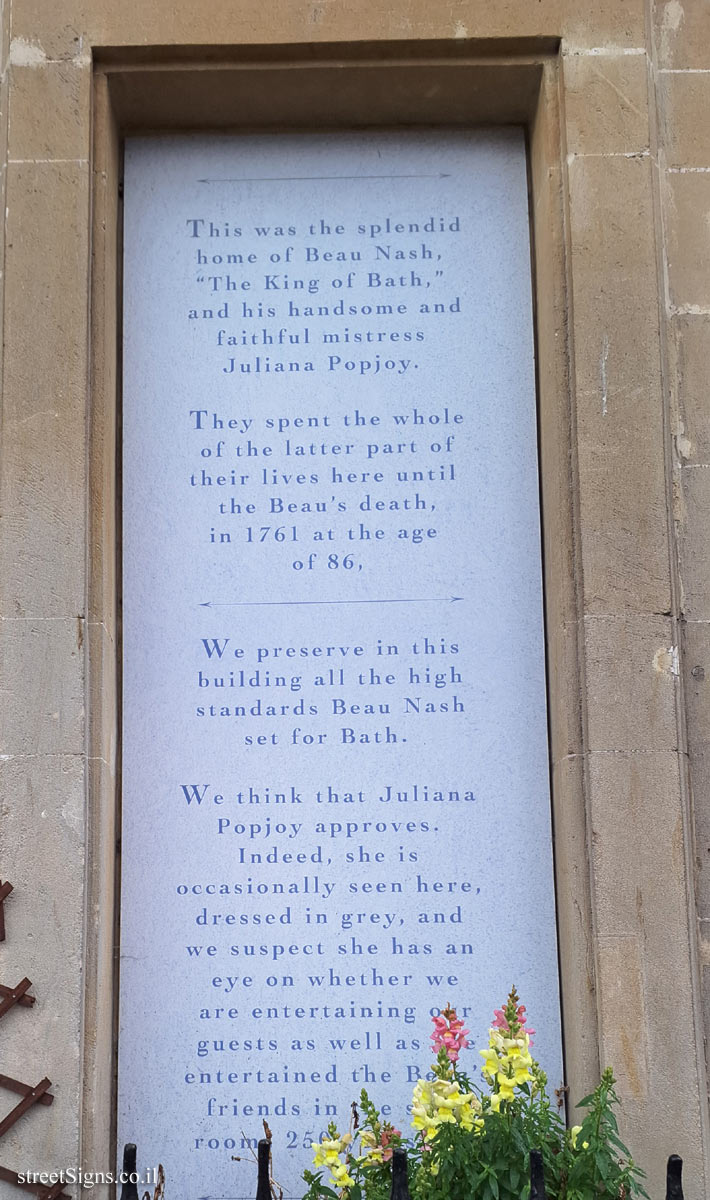 This was the splendid
home of Beau Nash,
“The King of Bath,”
and his handsome and
faithful mistress
Juliana Popjoy.
They spent the whole
of the latter part of
their lives here until
the Beau's death,
in 1761 at the age
of 86,
We preserve in this
building all the high
standards Beau Nash
set for Bath.
We think that Juliana
Popjoy approves.
Indeed, she is
occasionally seen here,
dressed in grey, and
we suspect she has an
eye on whether we
are entertaining our
guests as well as
entertained the
friends in
streetSigns.co.il